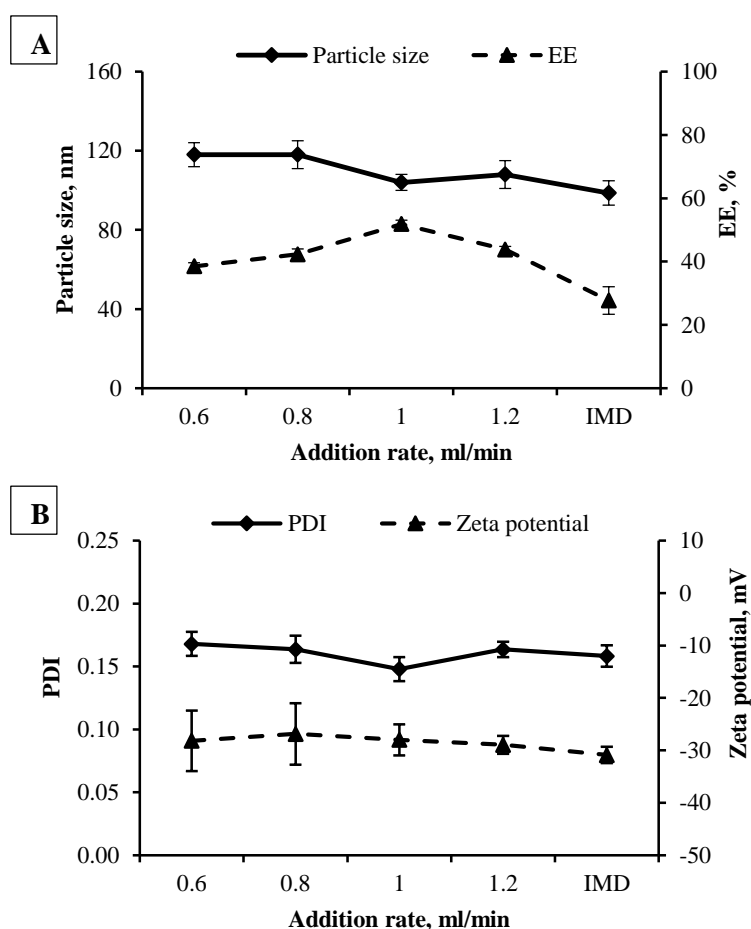 A
Particle size
EE
160
120
80
40
0
Particle size, nm
100
80
60
40
20
0
EE, %
0.6 0.8 1 1.2 IMD
Addition rate, ml/min
B
PDI
Zeta potential
0.25
0.20
0.15
0.10
0.05
0.00
PDI
10
0
-10
-20
-30
-40
-50
Zeta potential, mV
0.6 0.8 1 1.2 IMD
Addition rate, ml/min